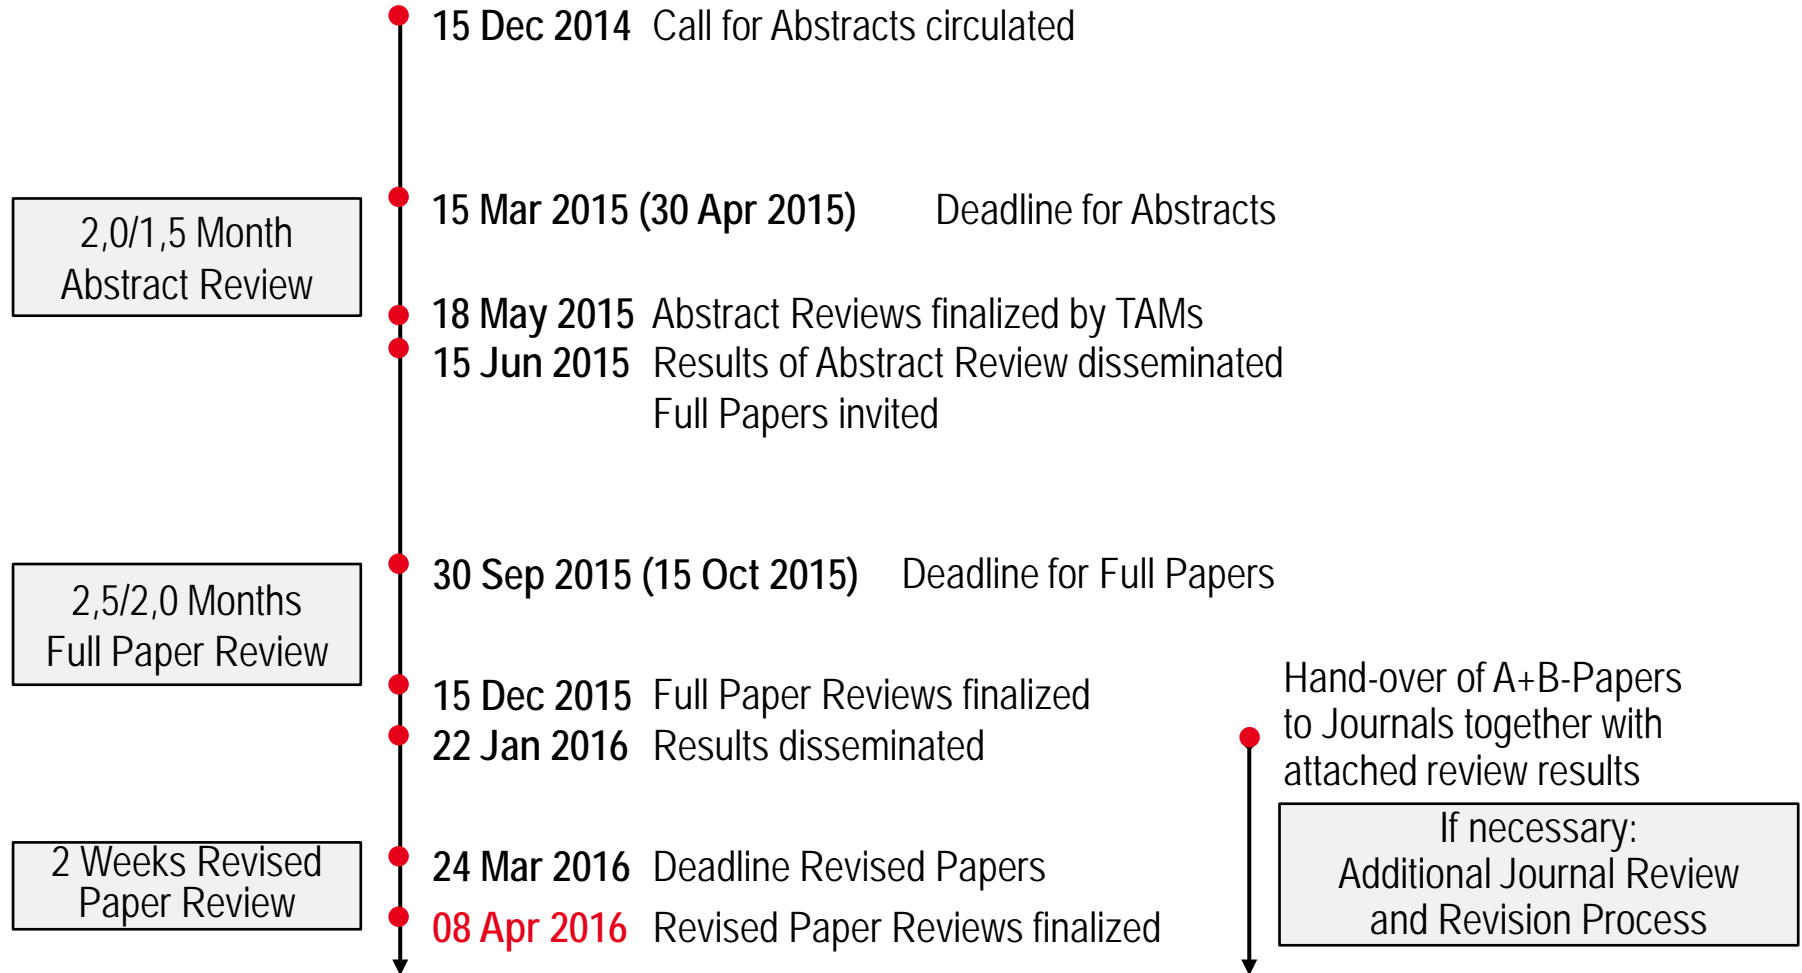 15 Dec 2014 Call for Abstracts circulated
15 Mar 2015 (30 Apr 2015) Deadline for Abstracts
2,0/1,5 Month
Abstract Review
18 May 2015 Abstract Reviews finalized by TAMs
15 Jun 2015 Results of Abstract Review disseminated
Full Papers invited
30 Sep 2015 (15 Oct 2015) Deadline for Full Papers
2,5/2,0 Months
Full Paper Review
15 Dec 2015 Full Paper Reviews finalized
22 Jan 2016 Results disseminated
Hand-over of A+B-Papers
to Journals together with
attached review results
If necessary:
Additional Journal Review
and Revision Process
2 Weeks Revised
Paper Review
24 Mar 2016 Deadline Revised Papers
08 Apr 2016 Revised Paper Reviews finalized